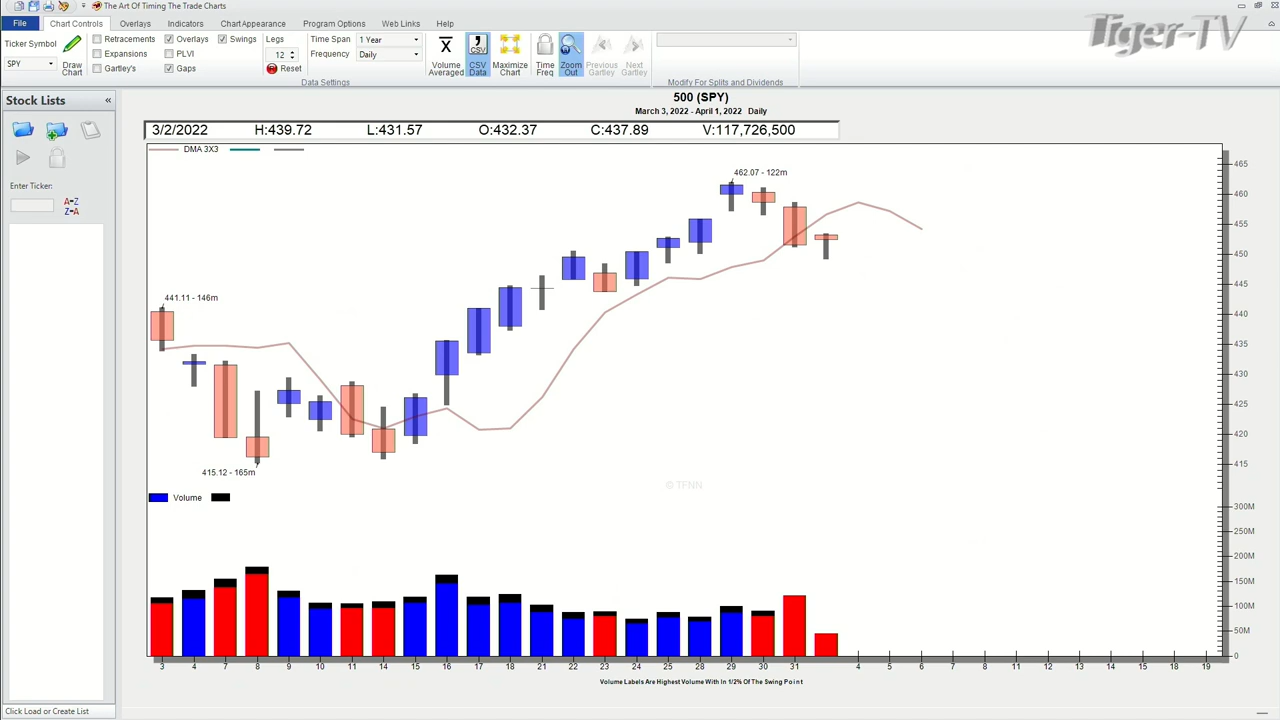 The Art Of Timing The Trade Charts
Tiger-TV
File Chart Controls Overlays Indicators Chart Appearance Program Options Web Links Help
Ticker Symbol
SPY
Draw Chart
Retracements Overlays Swings
Expansions PLVI
Gartley's Gaps
Legs
12
Reset
Time Span 1 Year
Frequency Daily
Data Settings
Volume Averaged
CSV Data
Maximize Chart
Time Freq
Zoom Out
Previous Gartley
Next Gartley
Modify For Splits and Dividends
Stock Lists «
Enter Ticker:
A-Z
Z-A
500 (SPY)
March 3, 2022 - April 1, 2022 Daily
3/2/2022 H:439.72 L:431.57 O:432.37 C:437.89 V:117,726,500
DMA 3X3
462.07 - 122m
441.11 - 146m
415.12 - 165m
465
460
455
450
445
440
435
430
425
420
415
© TFNN
Volume
300M
250M
200M
150M
100M
50M
0
3 4 7 8 9 10 11 14 15 16 17 18 21 22 23 24 25 28 29 30 31 4 5 6 7 8 11 12 13 14 15 18 19
Volume Labels Are Highest Volume With In 1/2% Of The Swing Point
Click Load or Create List